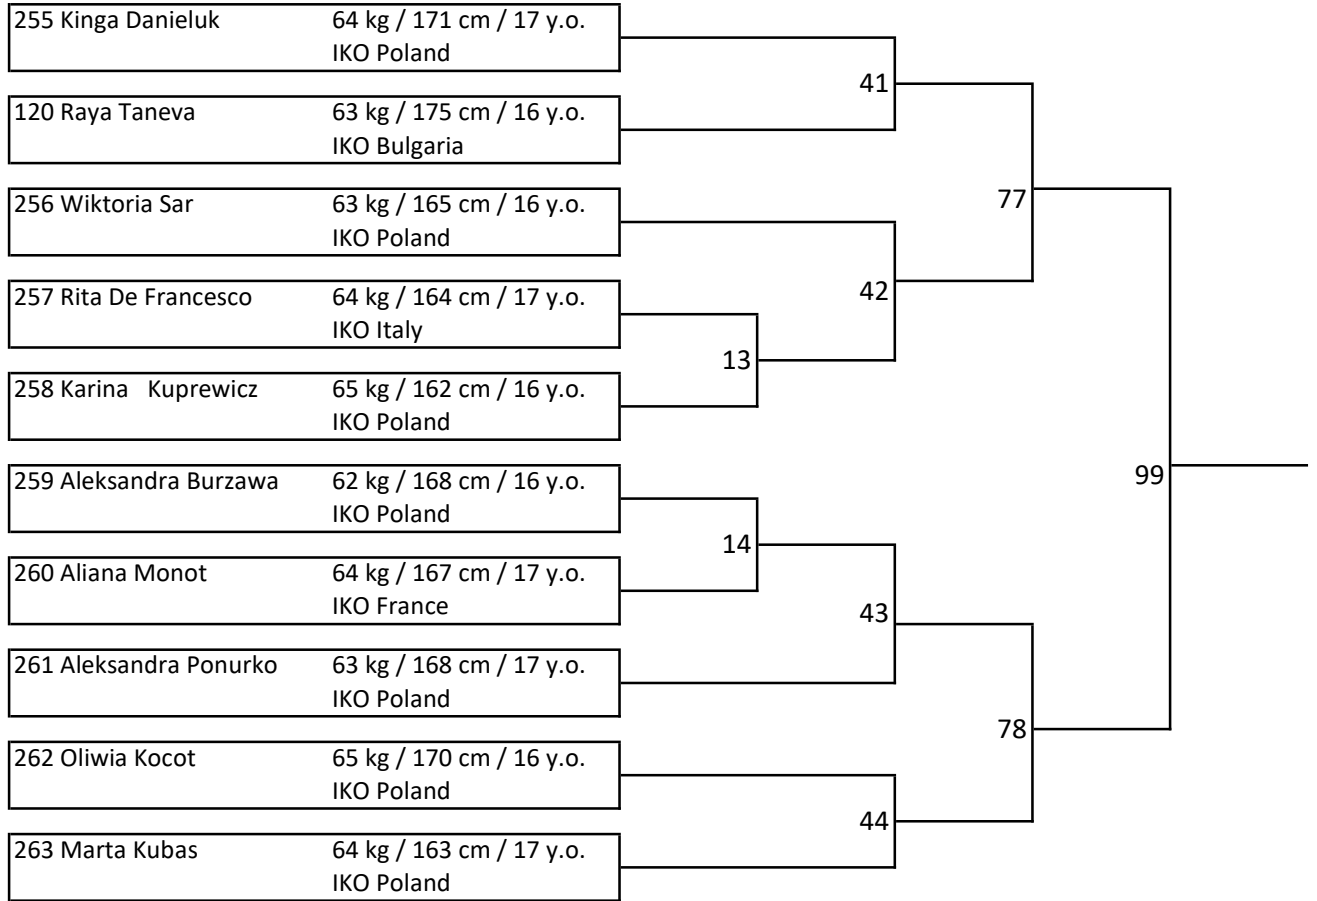 255 Kinga Danieluk 64 kg / 171 cm / 17 y.o.
IKO Poland
41
120 Raya Taneva 63 kg / 175 cm / 16 y.o.
IKO Bulgaria
77
256 Wiktoria Sar 63 kg / 165 cm / 16 y.o.
IKO Poland
42
257 Rita De Francesco 64 kg / 164 cm / 17 y.o.
IKO Italy
13
258 Karina Kuprewicz 65 kg / 162 cm / 16 y.o.
IKO Poland
99
259 Aleksandra Burzawa 62 kg / 168 cm / 16 y.o.
IKO Poland
14
260 Aliana Monot 64 kg / 167 cm / 17 y.o.
IKO France
43
261 Aleksandra Ponurko 63 kg / 168 cm / 17 y.o.
IKO Poland
78
262 Oliwia Kocot 65 kg / 170 cm / 16 y.o.
IKO Poland
44
263 Marta Kubas 64 kg / 163 cm / 17 y.o.
IKO Poland